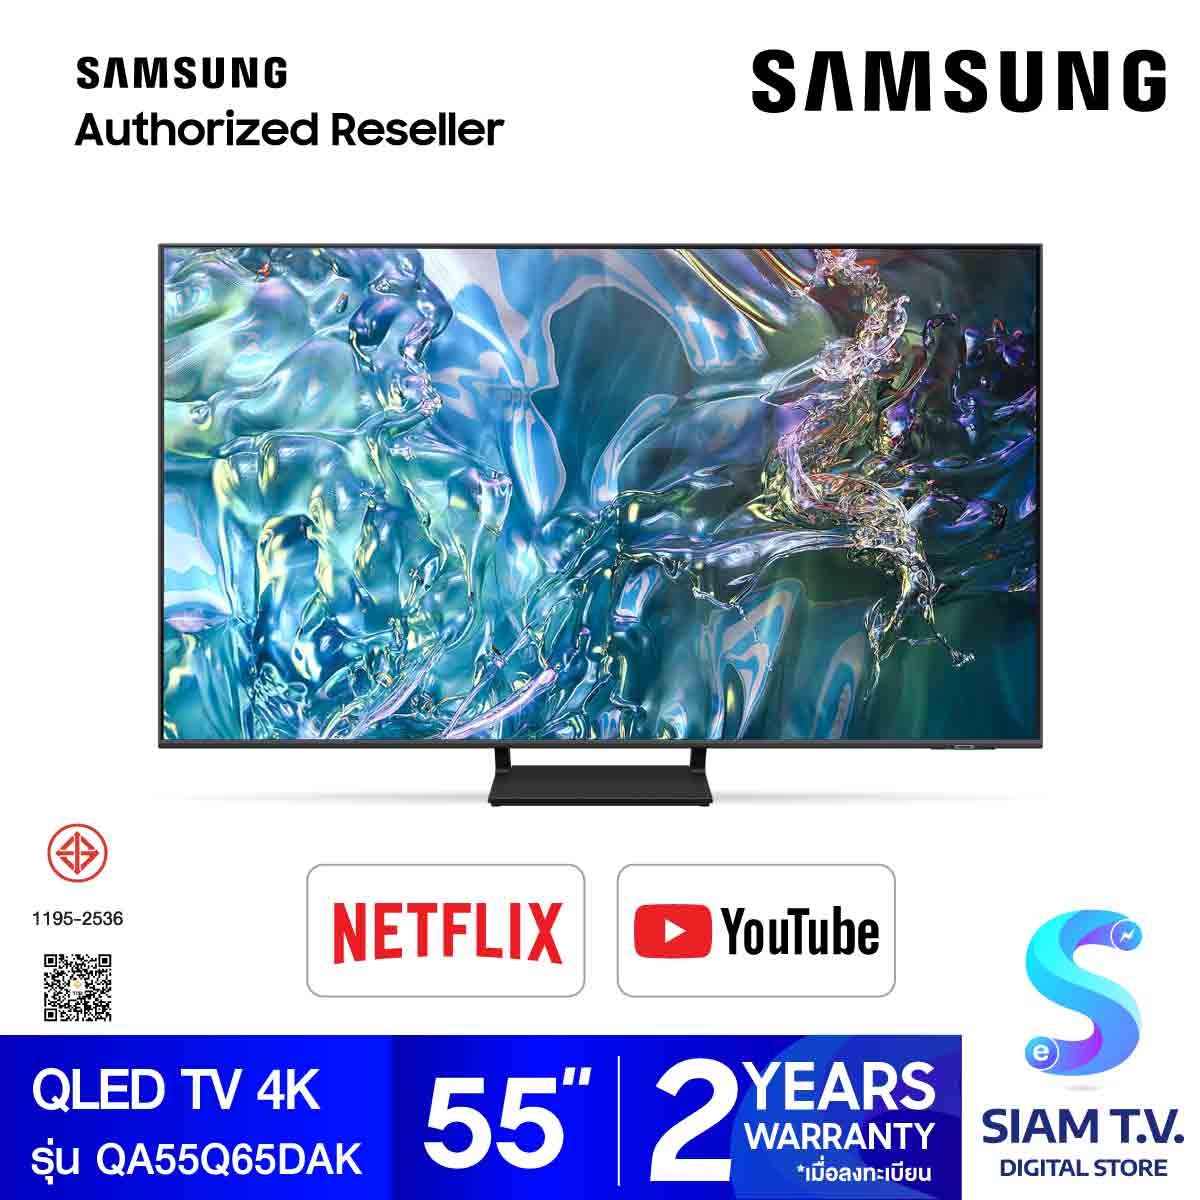 SAMSUNG
Authorized Reseller
SAMSUNG
1195-2536
NETFLIX
YouTube
QLED TV 4K
รุ่น QA55Q65DAK
55"
2 YEARS
WARRANTY
*เมื่อลงทะเบียน
e
SIAM T.V.
DIGITAL STORE